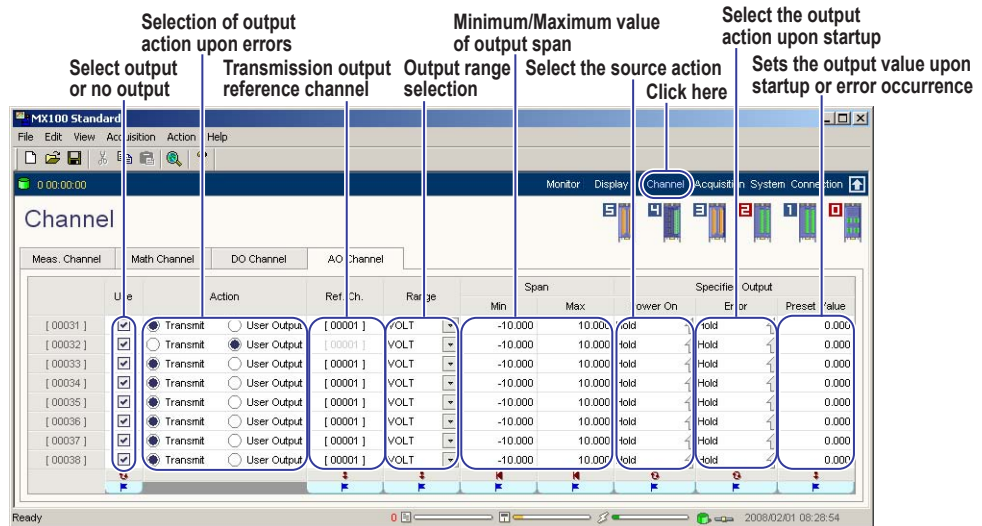 Selection of output
action upon errors
Minimum/Maximum value
of output span
Select the output
action upon startup
Select output
or no output
Transmission output
reference channel
Output range
selection
Select the source action
Click here
Sets the output value upon
startup or error occurrence
MX100 Standard
File Edit View Acquisition Action Help
0 00:00:00
Monitor Display Channel Acquisition System Connection
Channel
5 4 3 2 1 0
Meas. Channel Math Channel DO Channel AO Channel
Use Action Ref. Ch. Range Span Specified Output
Min Max Power On Error Preset Value
[ 00031 ] Transmit User Output [ 00001 ] VOLT -10.000 10.000 Hold Hold 0.000
[ 00032 ] Transmit User Output [ 00001 ] VOLT -10.000 10.000 Hold Hold 0.000
[ 00033 ] Transmit User Output [ 00001 ] VOLT -10.000 10.000 Hold Hold 0.000
[ 00034 ] Transmit User Output [ 00001 ] VOLT -10.000 10.000 Hold Hold 0.000
[ 00035 ] Transmit User Output [ 00001 ] VOLT -10.000 10.000 Hold Hold 0.000
[ 00036 ] Transmit User Output [ 00001 ] VOLT -10.000 10.000 Hold Hold 0.000
[ 00037 ] Transmit User Output [ 00001 ] VOLT -10.000 10.000 Hold Hold 0.000
[ 00038 ] Transmit User Output [ 00001 ] VOLT -10.000 10.000 Hold Hold 0.000
Ready 0 2008/02/01 08:28:54